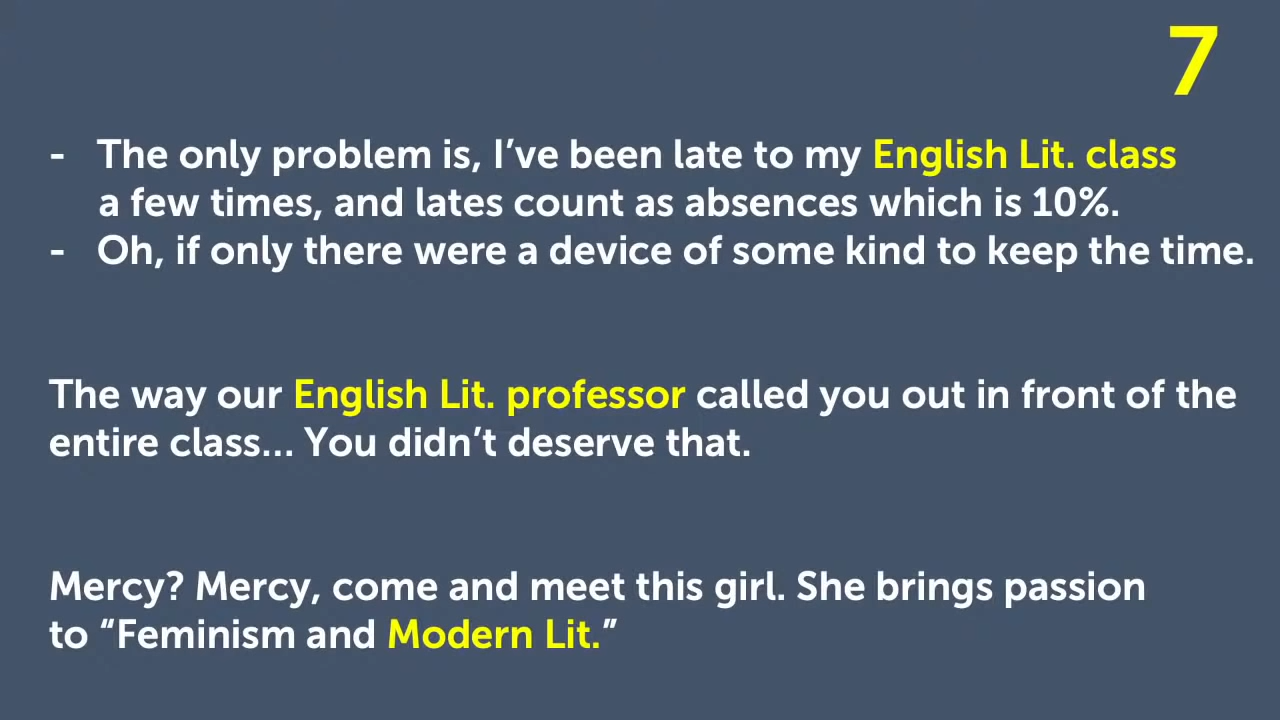 7
- The only problem is, I’ve been late to my English Lit. class
a few times, and lates count as absences which is 10%.
- Oh, if only there were a device of some kind to keep the time.
The way our English Lit. professor called you out in front of the
entire class... You didn’t deserve that.
Mercy? Mercy, come and meet this girl. She brings passion
to “Feminism and Modern Lit.”